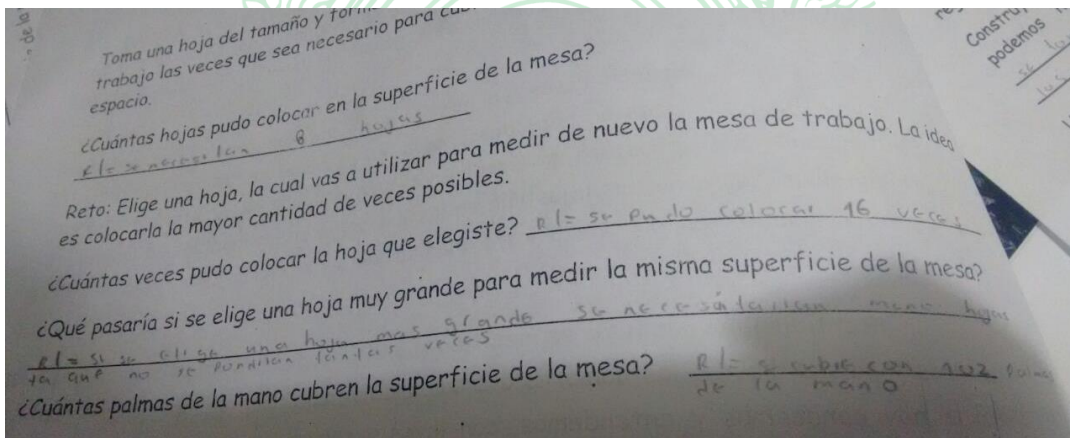 Toma una hoja del tamaño y
trabajo las veces que sea necesario para
espacio.
¿Cuántas hojas pudo colocar en la superficie de la mesa?
R/= se necesitan 8 hojas
Reto: Elige una hoja, la cual vas a utilizar para medir de nuevo la mesa de trabajo. La idea
es colocarla la mayor cantidad de veces posibles.
¿Cuántas veces pudo colocar la hoja que elegiste? R/= se pudo colocar 16 veces
¿Qué pasaría si se elige una hoja muy grande para medir la misma superficie de la mesa?
R/= si se elige una hoja mas grande se necesitarian menos hojas
ya que no se pondrian tantas veces
¿Cuántas palmas de la mano cubren la superficie de la mesa? R/= se cubre con 102
de la mano
Constru
podemos
se
los